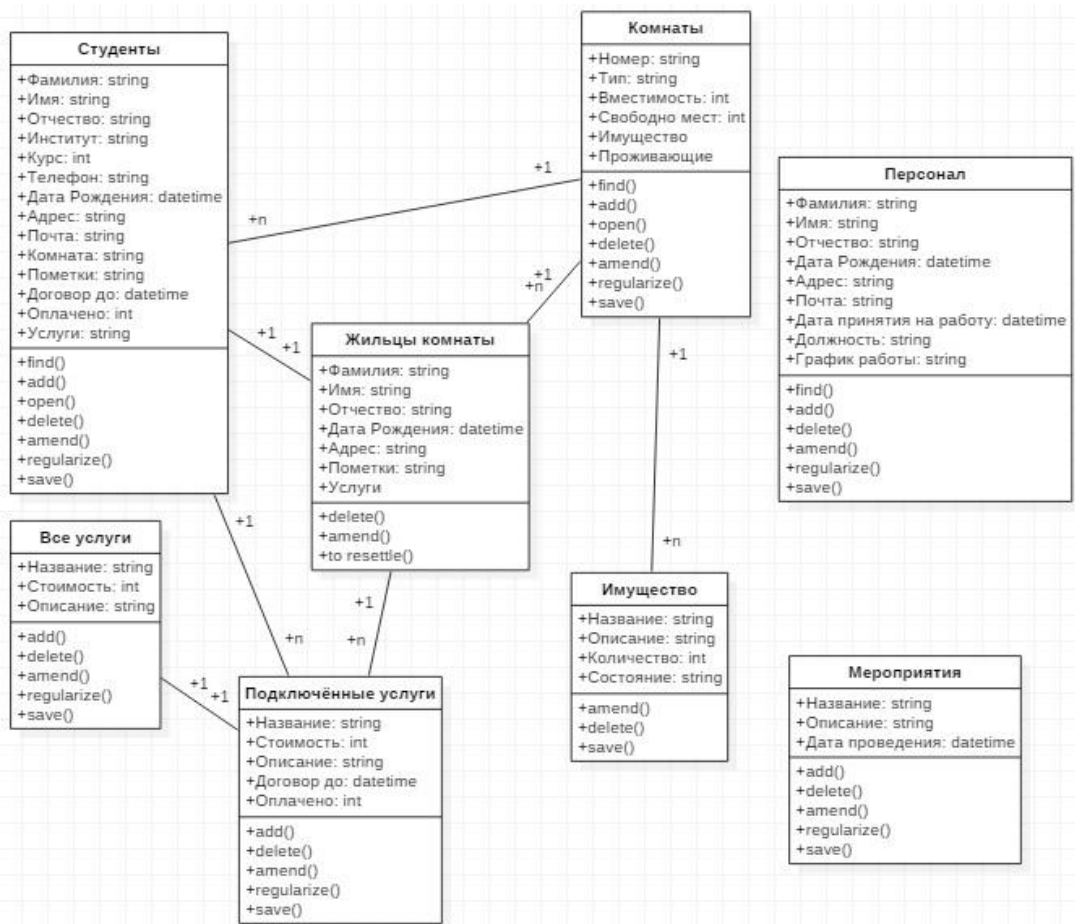 Студенты
+Фамилия: string
+Имя: string
+Отчество: string
+Институт: string
+Курс: int
+Телефон: string
+Дата Рождения: datetime
+Адрес: string
+Почта: string
+Комната: string
+Пометки: string
+Договор до: datetime
+Оплачено: int
+Услуги: string
+find()
+add()
+open()
+delete()
+amend()
+regularize()
+save()
Комнаты
+Номер: string
+Тип: string
+Вместимость: int
+Свободно мест: int
+Имущество
+Проживающие
+find()
+add()
+open()
+delete()
+amend()
+regularize()
+save()
Персонал
+Фамилия: string
+Имя: string
+Отчество: string
+Дата Рождения: datetime
+Адрес: string
+Почта: string
+Дата принятия на работу: datetime
+Должность: string
+График работы: string
+find()
+add()
+delete()
+amend()
+regularize()
+save()
+1
+n
+1
+n
+1
+1
Жильцы комнаты
+Фамилия: string
+Имя: string
+Отчество: string
+Дата Рождения: datetime
+Адрес: string
+Пометки: string
+Услуги
+delete()
+amend()
+to resettle()
+1
+n
+1
+n
+1
+n
Все услуги
+Название: string
+Стоимость: int
+Описание: string
+add()
+delete()
+amend()
+regularize()
+save()
+1
+1
Подключённые услуги
+Название: string
+Стоимость: int
+Описание: string
+Договор до: datetime
+Оплачено: int
+add()
+delete()
+amend()
+regularize()
+save()
Имущество
+Название: string
+Описание: string
+Количество: int
+Состояние: string
+amend()
+delete()
+save()
Мероприятия
+Название: string
+Описание: string
+Дата проведения: datetime
+add()
+delete()
+amend()
+regularize()
+save()